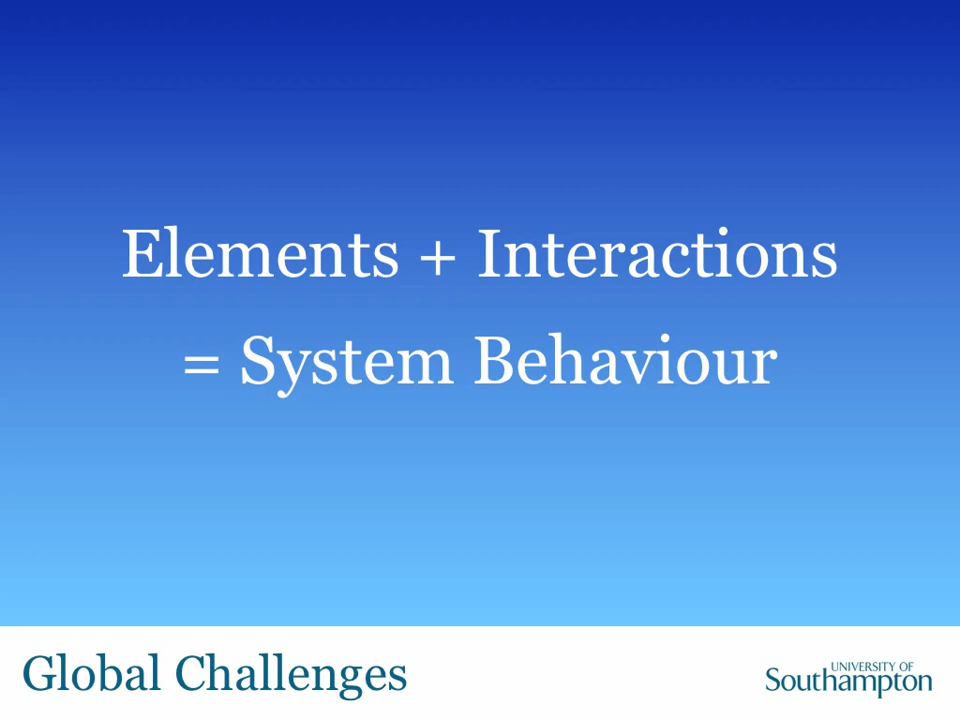 Elements + Interactions
= System Behaviour
Global Challenges
UNIVERSITY OF
Southampton